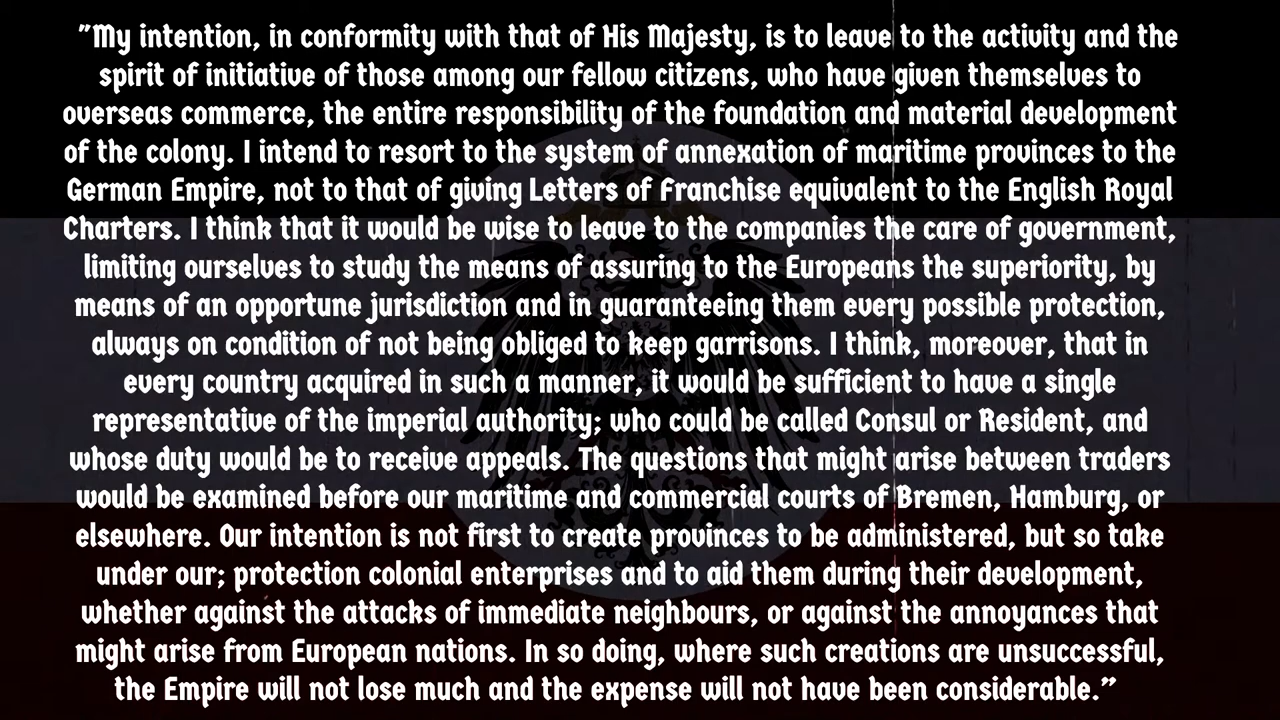 "My intention, in conformity with that of His Majesty, is to leave to the activity and the
spirit of initiative of those among our fellow citizens, who have given themselves to
overseas commerce, the entire responsibility of the foundation and material development
of the colony. I intend to resort to the system of annexation of maritime provinces to the
German Empire, not to that of giving Letters of Franchise equivalent to the English Royal
Charters. I think that it would be wise to leave to the companies the care of government,
limiting ourselves to study the means of assuring to the Europeans the superiority, by
means of an opportune jurisdiction and in guaranteeing them every possible protection,
always on condition of not being obliged to keep garrisons. I think, moreover, that in
every country acquired in such a manner, it would be sufficient to have a single
representative of the imperial authority; who could be called Consul or Resident, and
whose duty would be to receive appeals. The questions that might arise between traders
would be examined before our maritime and commercial courts of Bremen, Hamburg, or
elsewhere. Our intention is not first to create provinces to be administered, but so take
under our; protection colonial enterprises and to aid them during their development,
whether against the attacks of immediate neighbours, or against the annoyances that
might arise from European nations. In so doing, where such creations are unsuccessful,
the Empire will not lose much and the expense will not have been considerable."